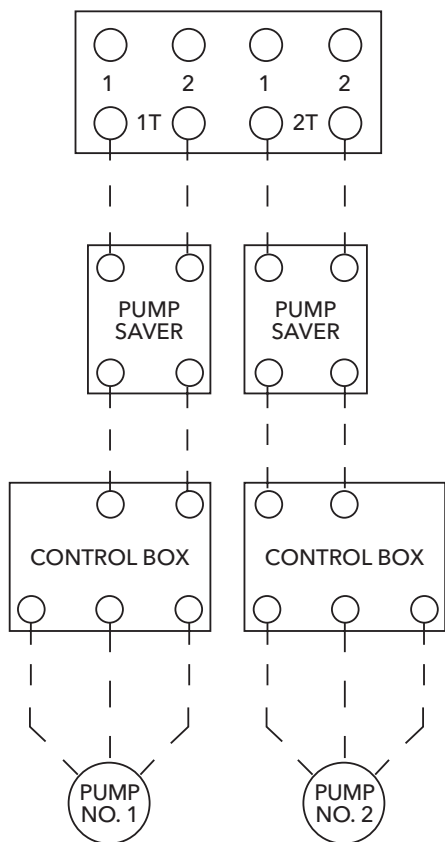 1 2 1 2
1T 2T
PUMP
SAVER
PUMP
SAVER
CONTROL BOX
CONTROL BOX
PUMP
NO. 1
PUMP
NO. 2